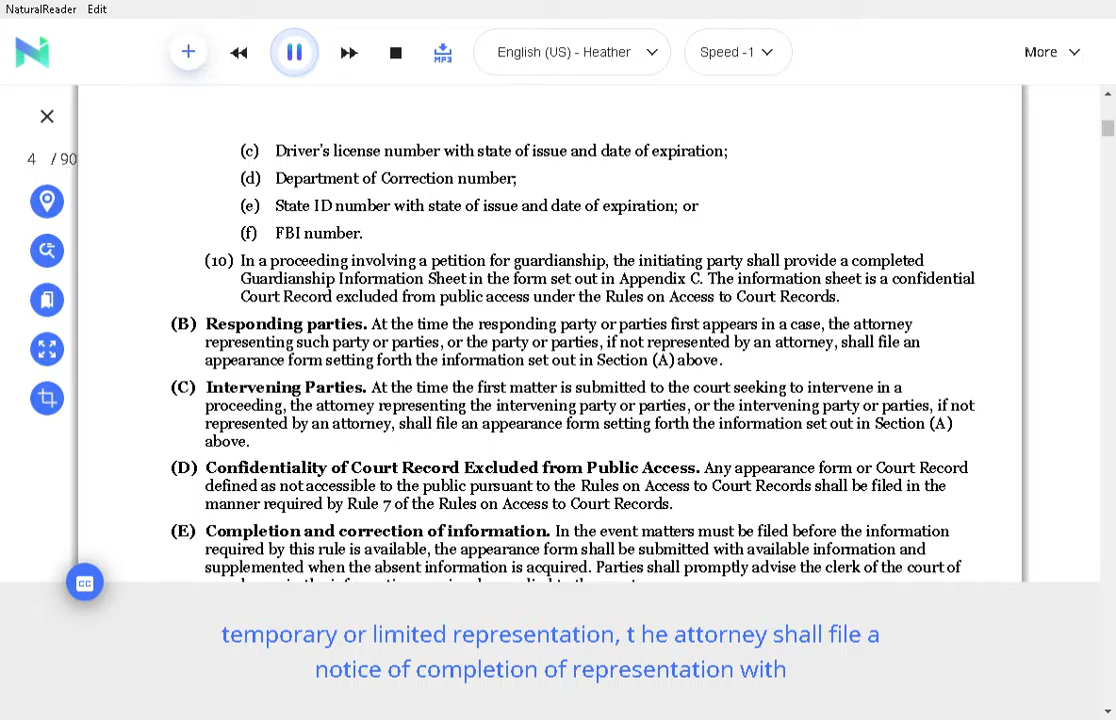 NaturalReader Edit
MP3
English (US) - Heather
Speed -1
More
4 / 90
(c) Driver's license number with state of issue and date of expiration;
(d) Department of Correction number;
(e) State ID number with state of issue and date of expiration; or
(f) FBI number.
(10) In a proceeding involving a petition for guardianship, the initiating party shall provide a completed
Guardianship Information Sheet in the form set out in Appendix C. The information sheet is a confidential
Court Record excluded from public access under the Rules on Access to Court Records.
(B) Responding parties. At the time the responding party or parties first appears in a case, the attorney
representing such party or parties, or the party or parties, if not represented by an attorney, shall file an
appearance form setting forth the information set out in Section (A) above.
(C) Intervening Parties. At the time the first matter is submitted to the court seeking to intervene in a
proceeding, the attorney representing the intervening party or parties, or the intervening party or parties, if not
represented by an attorney, shall file an appearance form setting forth the information set out in Section (A)
above.
(D) Confidentiality of Court Record Excluded from Public Access. Any appearance form or Court Record
defined as not accessible to the public pursuant to the Rules on Access to Court Records shall be filed in the
manner required by Rule 7 of the Rules on Access to Court Records.
(E) Completion and correction of information. In the event matters must be filed before the information
required by this rule is available, the appearance form shall be submitted with available information and
supplemented when the absent information is acquired. Parties shall promptly advise the clerk of the court of
CC
temporary or limited representation, t he attorney shall file a
notice of completion of representation with